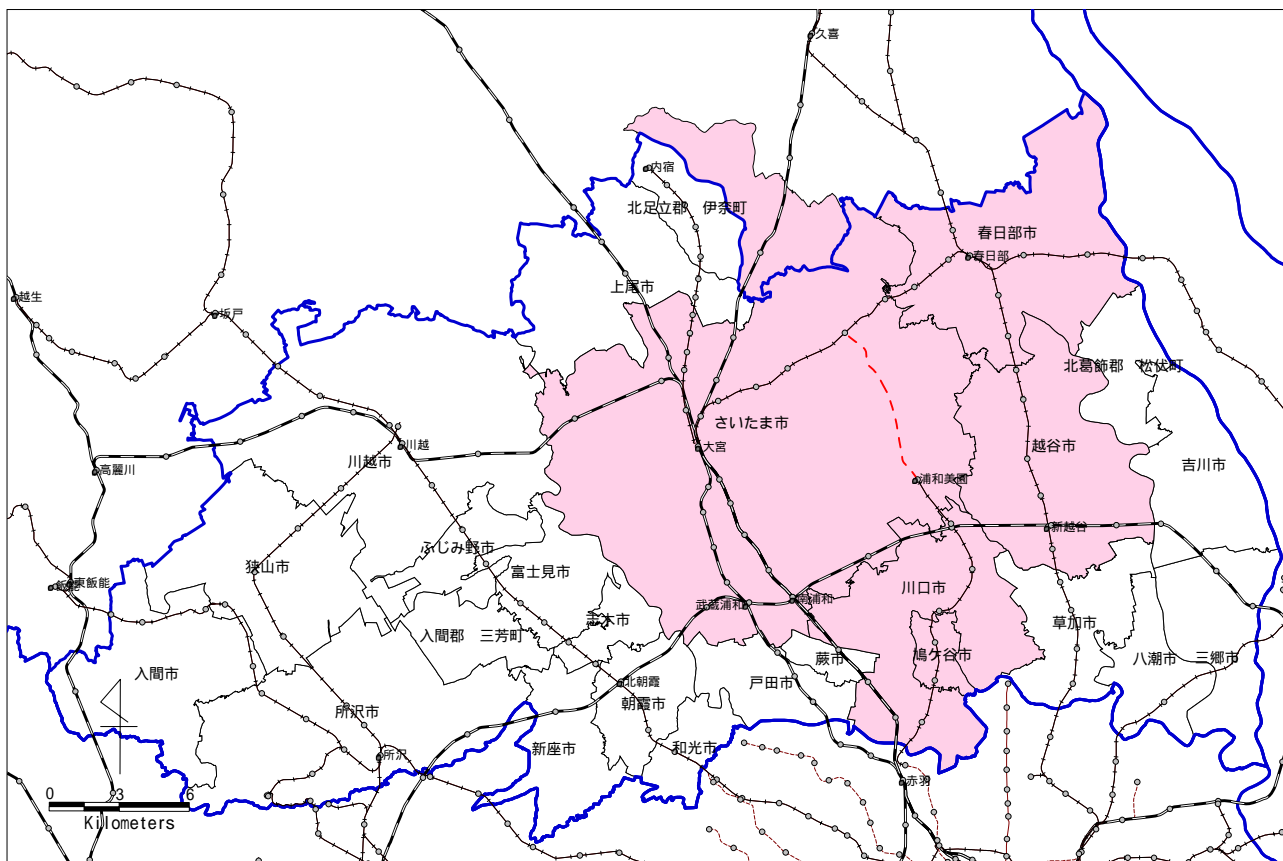 久喜
内宿
北足立郡 伊奈町
春日部市
春日部
上尾市
越生
坂戸
北葛飾郡 松伏町
さいたま市
大宮
越谷市
川越
川越市
高麗川
吉川市
浦和美園
新越谷
ふじみ野市
狭山市
富士見市
東飯能
飯能
川口市
武蔵浦和
南浦和
志木市
入間郡 三芳町
草加市
蕨市
鳩ケ谷市
八潮市 三郷市
入間市
北朝霞
戸田市
朝霞市
所沢市
新座市
和光市
所沢
赤羽
0 3 6
Kilometers